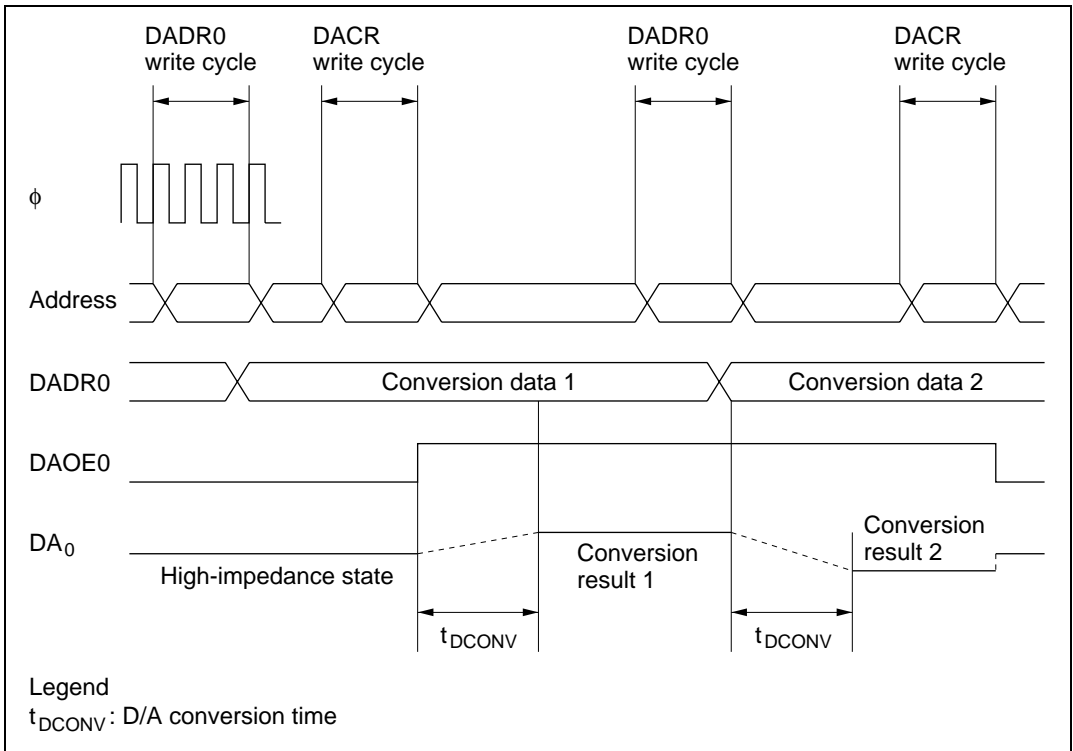 DADR0
write cycle
DACR
write cycle
DADR0
write cycle
DACR
write cycle
ϕ
Address
DADR0
Conversion data 1
Conversion data 2
DAOE0
DA0
High-impedance state
Conversion
result 1
Conversion
result 2
tDCONV
tDCONV
Legend
tDCONV : D/A conversion time